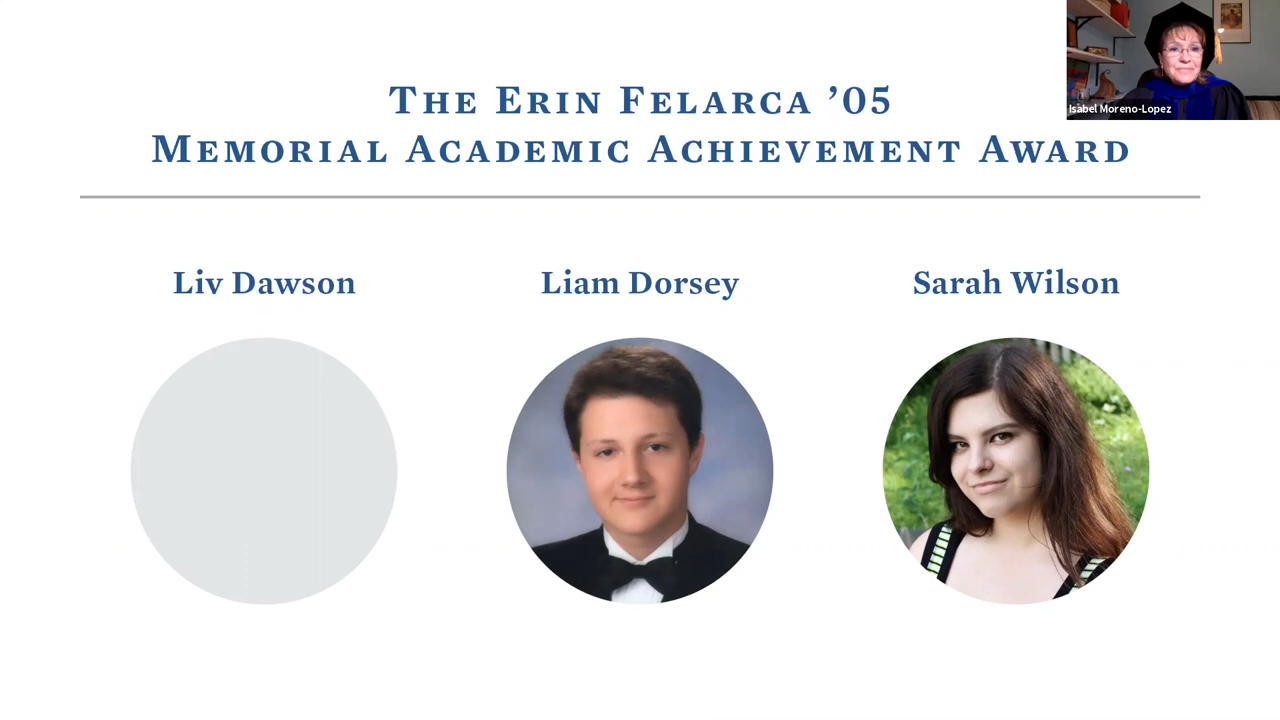 The Erin Felarca ’05
Memorial Academic Achievement Award
Isabel Moreno-Lopez
Liv Dawson
Liam Dorsey
Sarah Wilson